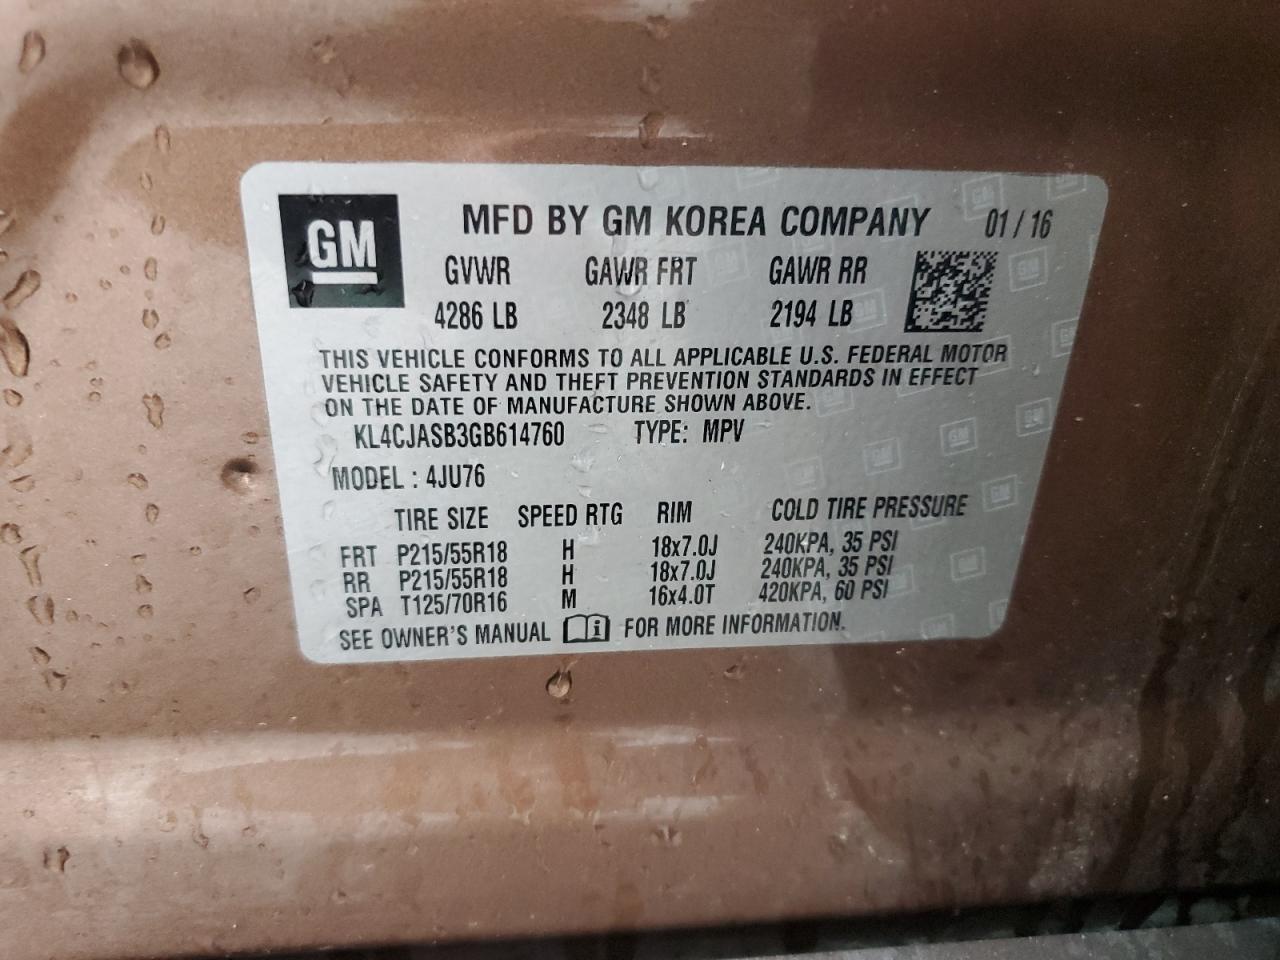 GM
MFD BY GM KOREA COMPANY 01 / 16
GVWR GAWR FRT GAWR RR
4286 LB 2348 LB 2194 LB
THIS VEHICLE CONFORMS TO ALL APPLICABLE U.S. FEDERAL MOTOR
VEHICLE SAFETY AND THEFT PREVENTION STANDARDS IN EFFECT
ON THE DATE OF MANUFACTURE SHOWN ABOVE.
KL4CJASB3GB614760 TYPE: MPV
MODEL : 4JU76
TIRE SIZE SPEED RTG RIM COLD TIRE PRESSURE
FRT P215/55R18 H 18x7.0J 240KPA, 35 PSI
RR P215/55R18 H 18x7.0J 240KPA, 35 PSI
SPA T125/70R16 M 16x4.0T 420KPA, 60 PSI
SEE OWNER'S MANUAL FOR MORE INFORMATION.